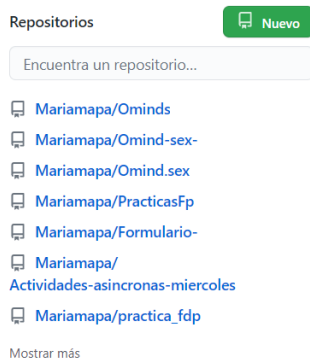 Repositorios
Nuevo
Encuentra un repositorio...
Mariamapa/Ominds
Mariamapa/Omind-sex-
Mariamapa/Omind.sex
Mariamapa/PracticasFp
Mariamapa/Formulario-
Mariamapa/
Actividades-asincronas-miercoles
Mariamapa/practica_fdp
Mostrar más